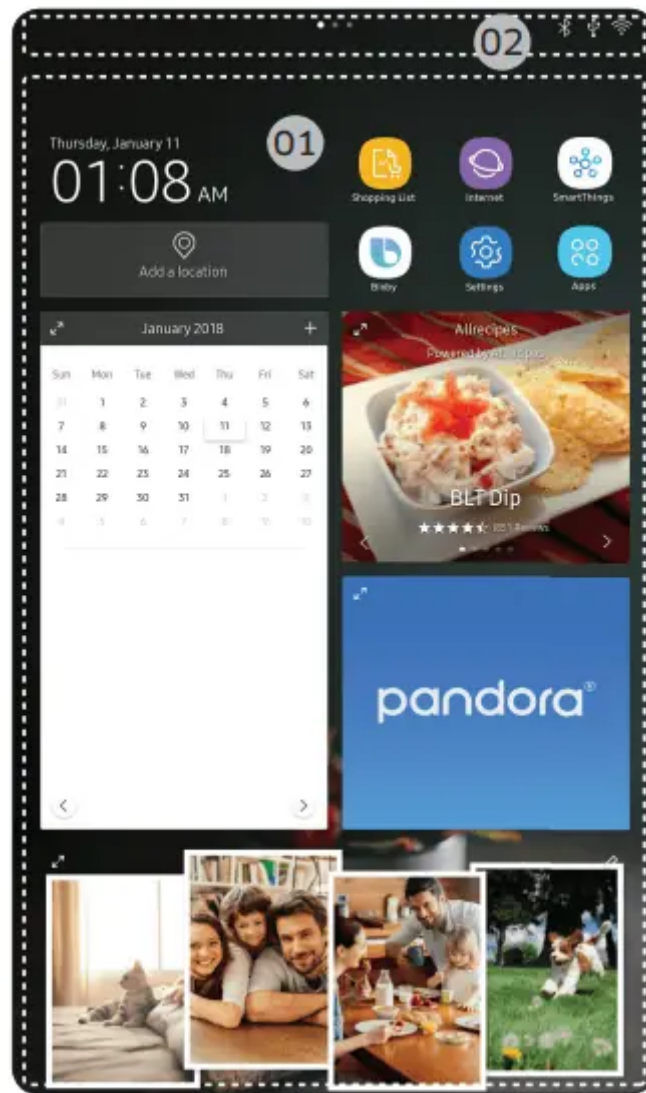 02
Thursday, January 11
01
01:08 AM
Shopping List
Internet
SmartThings
Add a location
Bixby
Settings
Apps
January 2018 +
Sun Mon Tue Wed Thu Fri Sat
31 1 2 3 4 5 6
7 8 9 10 11 12 13
14 15 16 17 18 19 20
21 22 23 24 25 26 27
28 29 30 31 1 2 3
4 5 6 7 8 9 10
Allrecipes
Powered by
BLT Dip
Reviews
pandora®